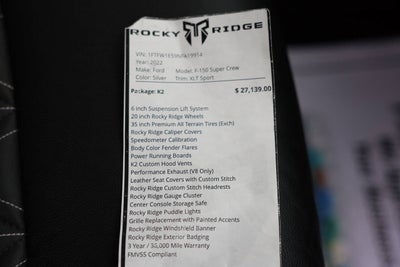 ROCKY RIDGE
Year: 2022
Make: Ford Model: F-150 Super Crew
Color: Silver Trim: XLT Sport
Package: K2 $ 27,139.00
6 inch Suspension Lift System
20 inch Rocky Ridge Wheels
35 inch Premium All Terrain Tires (Each)
Rocky Ridge Caliper Covers
Speedometer Calibration
Body Color Fender Flares
Power Running Boards
K2 Custom Hood Vents
Performance Exhaust (V8 Only)
Leather Seat Covers with Custom Stitch
Rocky Ridge Custom Stitch Headrests
Rocky Ridge Gauge Cluster
Center Console Storage Safe
Rocky Ridge Puddle Lights
Grille Replacement with Painted Accents
Rocky Ridge Windshield Banner
Rocky Ridge Exterior Badging
3 Year / 36,000 Mile Warranty
FMVSS Compliant